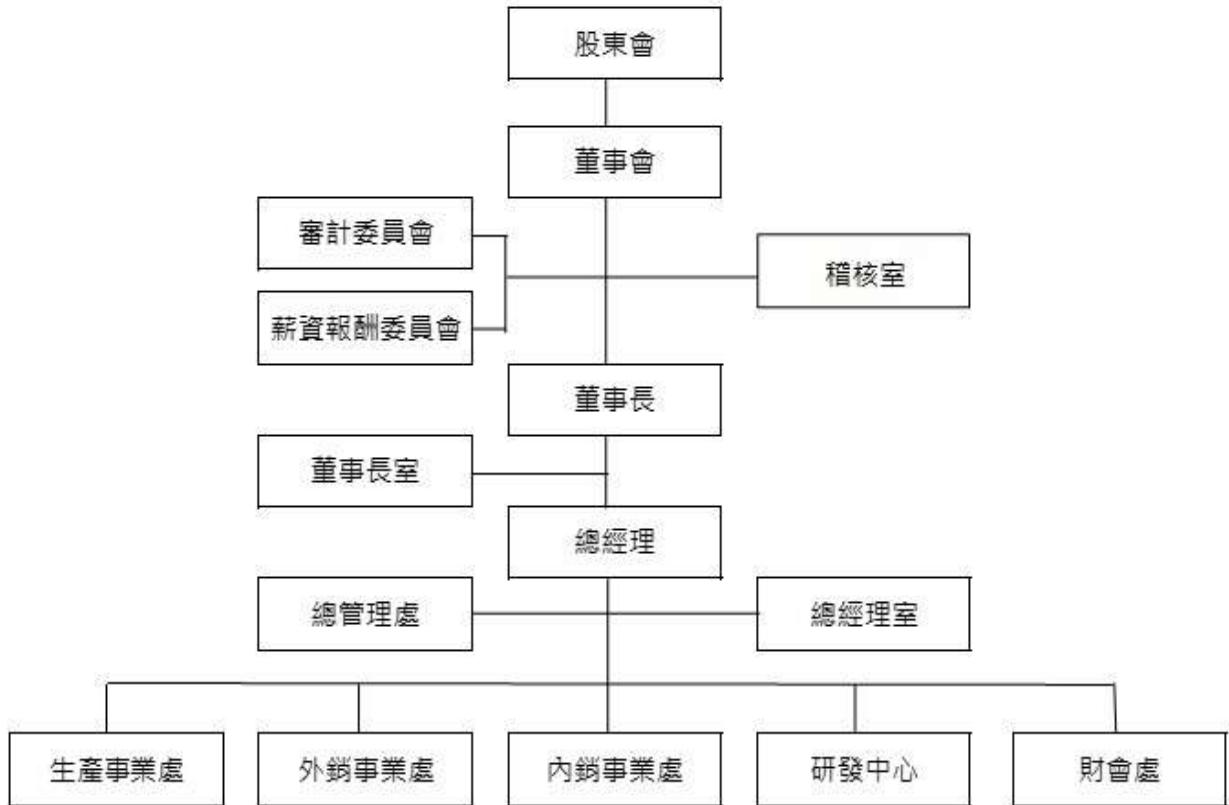 股東會
董事會
審計委員會
稽核室
薪資報酬委員會
董事長
董事長室
總經理
總管理處
總經理室
生產事業處
外銷事業處
內銷事業處
研發中心
財會處